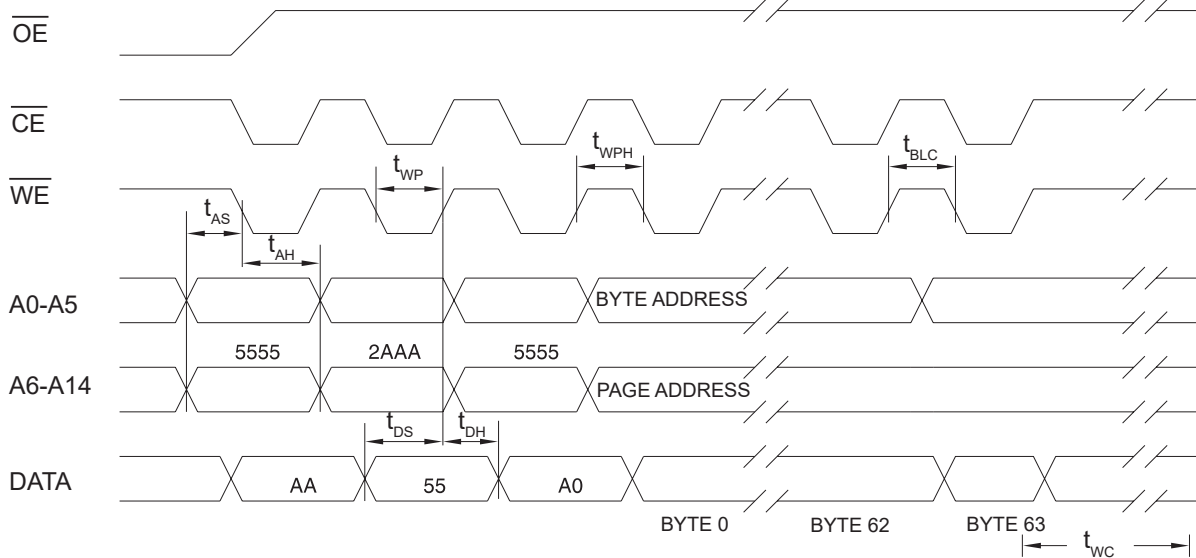 OE
CE
tWPH
tBLC
tWP
WE
tAS
tAH
A0-A5
BYTE ADDRESS
5555
2AAA
5555
A6-A14
PAGE ADDRESS
tDS
tDH
DATA
AA
55
A0
BYTE 0
BYTE 62
BYTE 63
tWC